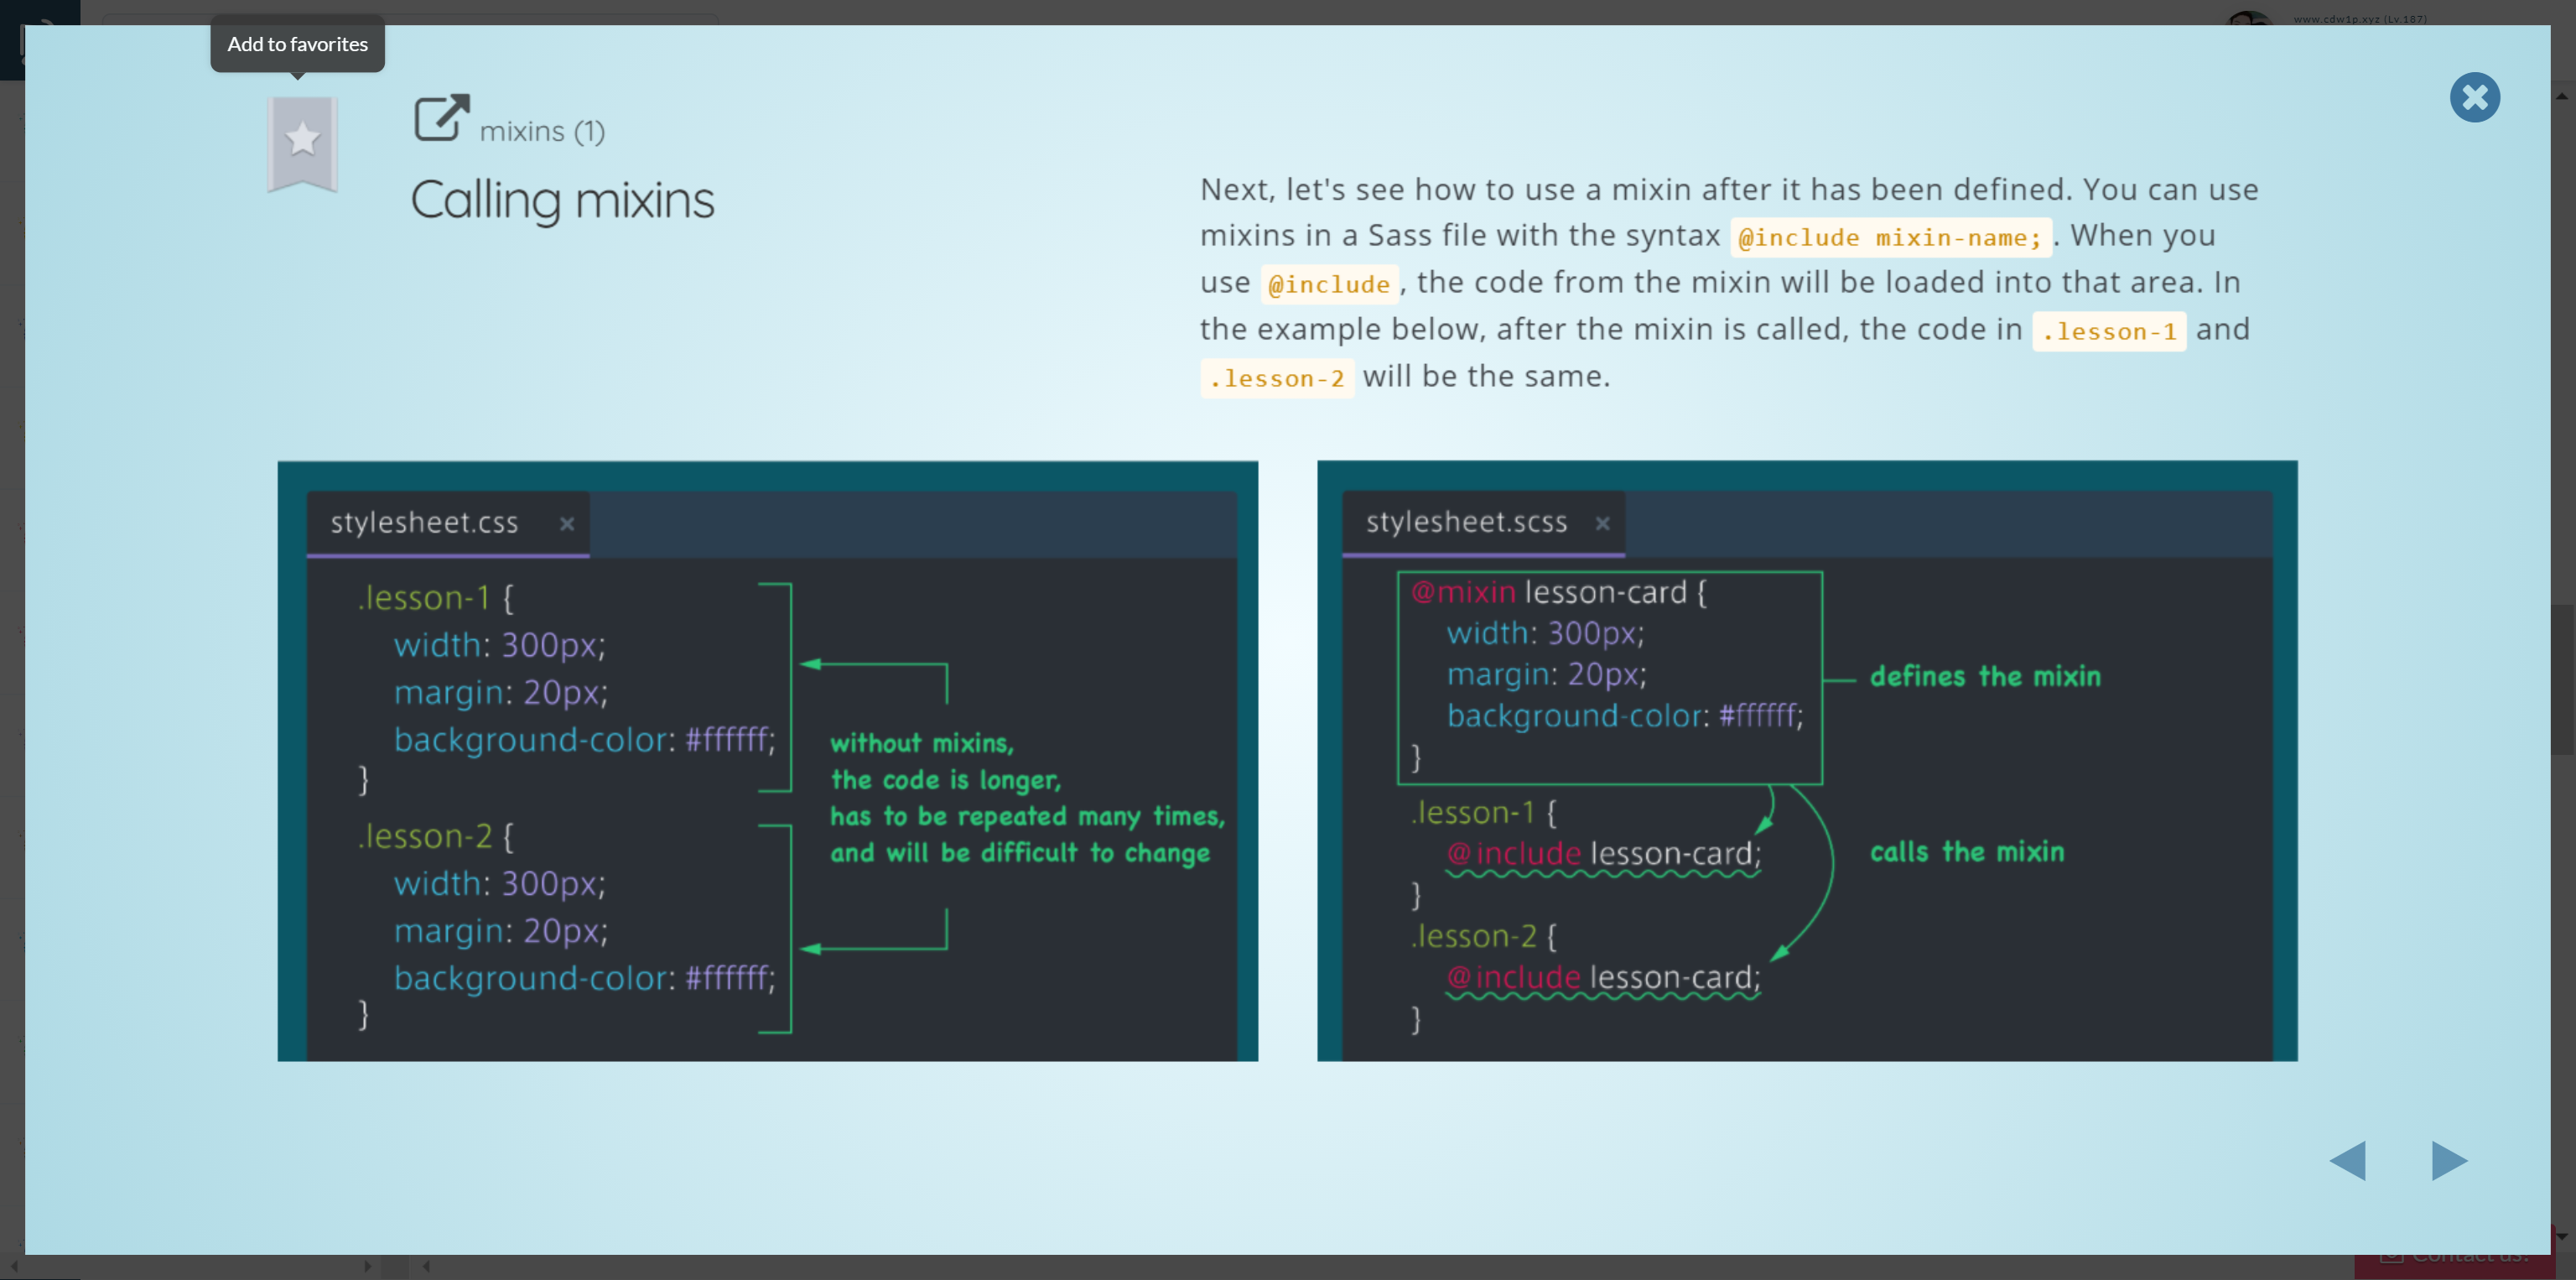 www.cdw1p.xyz (Lv.187)
Add to favorites
mixins (1)
Calling mixins
Next, let's see how to use a mixin after it has been defined. You can use
mixins in a Sass file with the syntax @include mixin-name; . When you
use @include , the code from the mixin will be loaded into that area. In
the example below, after the mixin is called, the code in .lesson-1 and
.lesson-2 will be the same.
stylesheet.css ×
.lesson-1 {
width: 300px;
margin: 20px;
background-color: #ffffff;
}
.lesson-2 {
width: 300px;
margin: 20px;
background-color: #ffffff;
}
without mixins,
the code is longer,
has to be repeated many times,
and will be difficult to change
stylesheet.scss ×
@mixin lesson-card {
width: 300px;
margin: 20px;
background-color: #ffffff;
}
defines the mixin
.lesson-1 {
@include lesson-card;
}
.lesson-2 {
@include lesson-card;
}
calls the mixin
Contact us!